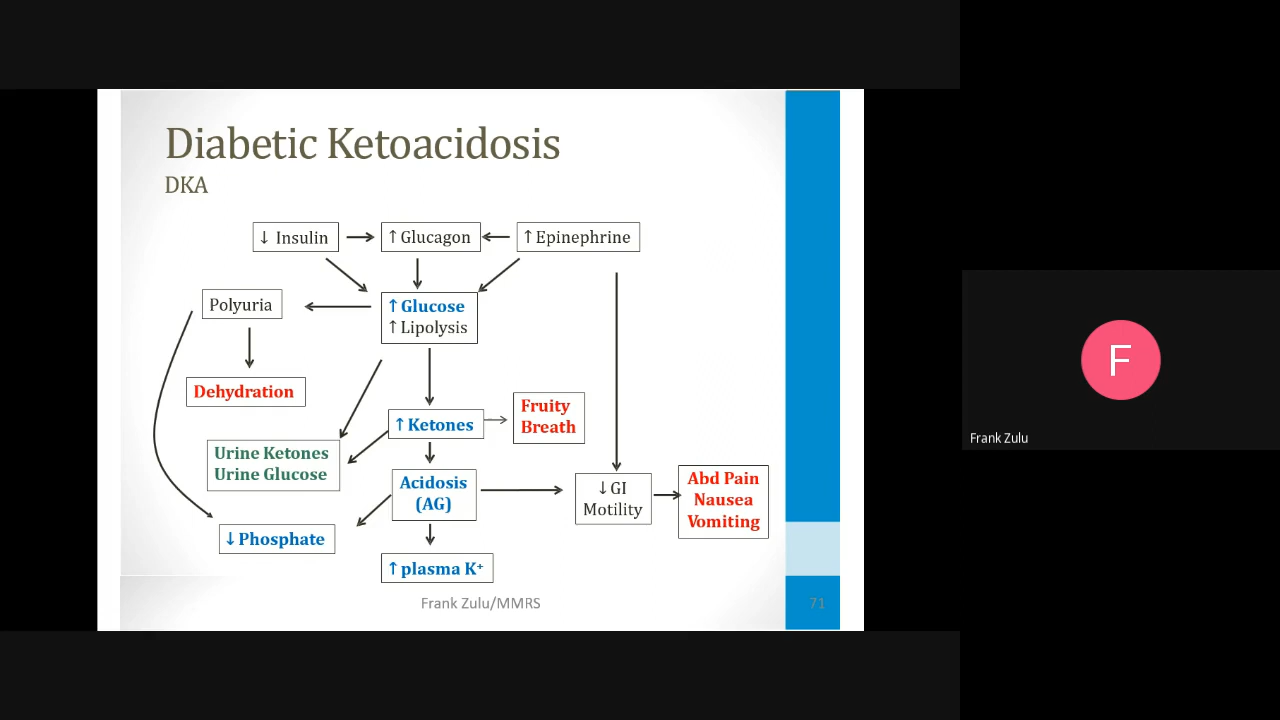 Diabetic Ketoacidosis
DKA
↓ Insulin
↑Glucagon
↑Epinephrine
Polyuria
↑Glucose
↑Lipolysis
Dehydration
↑Ketones
Fruity
Breath
Urine Ketones
Urine Glucose
Acidosis
(AG)
↓GI
Motility
Abd Pain
Nausea
Vomiting
↓Phosphate
↑plasma K⁺
Frank Zulu/MMRS
71
F
Frank Zulu